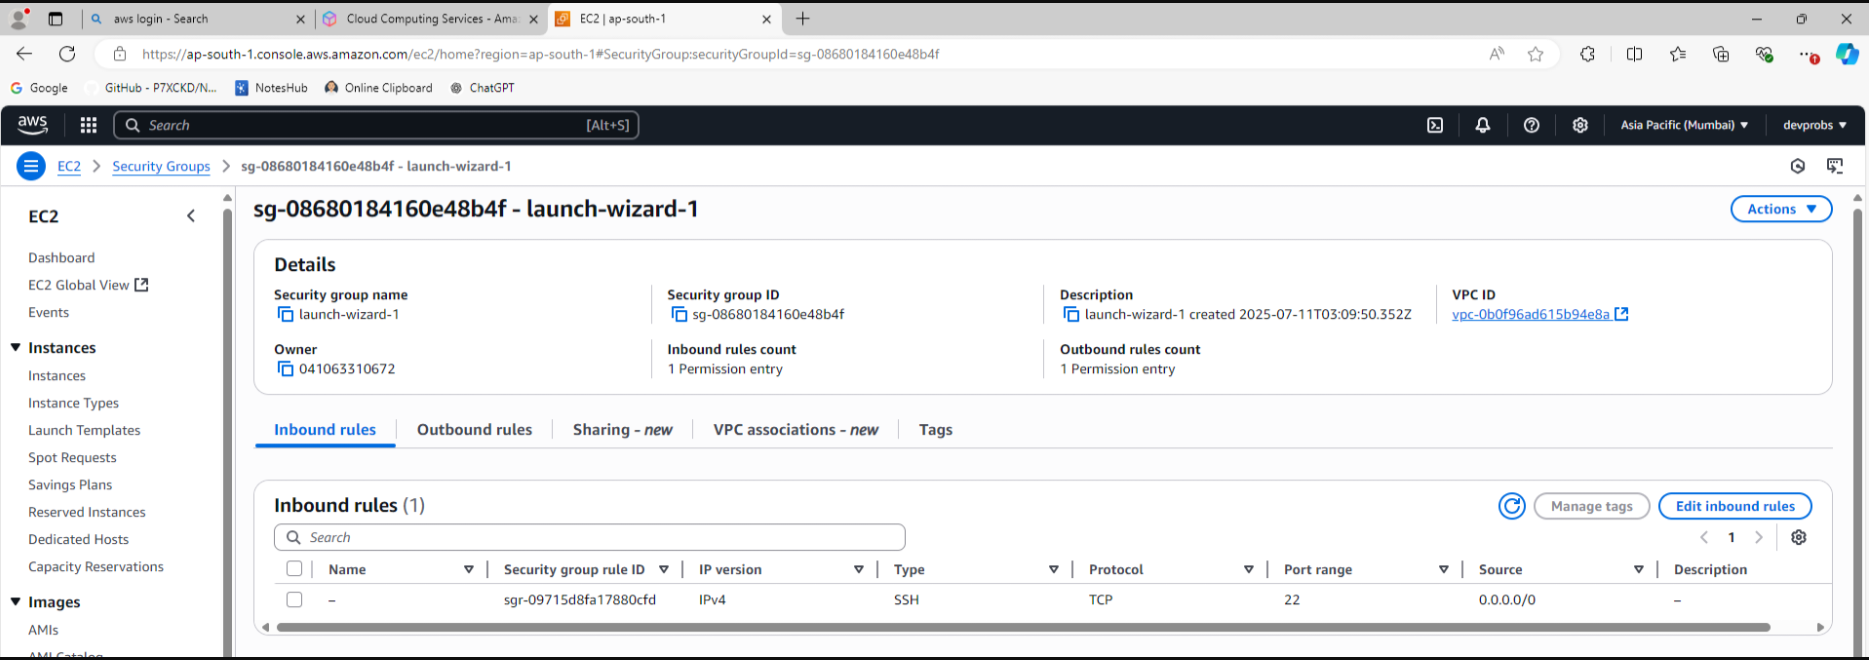 aws login - Search
Cloud Computing Services - Ama
EC2 | ap-south-1
https://ap-south-1.console.aws.amazon.com/ec2/home?region=ap-south-1#SecurityGroup:securityGroupId=sg-08680184160e48b4f
Google GitHub - P7XCKD/N... NotesHub Online Clipboard ChatGPT
aws Search [Alt+S] Asia Pacific (Mumbai) devprobs
EC2 > Security Groups > sg-08680184160e48b4f - launch-wizard-1
EC2
Dashboard
EC2 Global View
Events
Instances
Instances
Instance Types
Launch Templates
Spot Requests
Savings Plans
Reserved Instances
Dedicated Hosts
Capacity Reservations
Images
AMIs
AMI Catalog
sg-08680184160e48b4f - launch-wizard-1
Actions
Details
Security group name
launch-wizard-1
Security group ID
sg-08680184160e48b4f
Description
launch-wizard-1 created 2025-07-11T03:09:50.352Z
VPC ID
vpc-0b0f96ad615b94e8a
Owner
041063310672
Inbound rules count
1 Permission entry
Outbound rules count
1 Permission entry
Inbound rules Outbound rules Sharing - new VPC associations - new Tags
Inbound rules (1)
Manage tags Edit inbound rules
Search
1
Name Security group rule ID IP version Type Protocol Port range Source Description
– sgr-09715d8fa17880cfd IPv4 SSH TCP 22 0.0.0.0/0 –